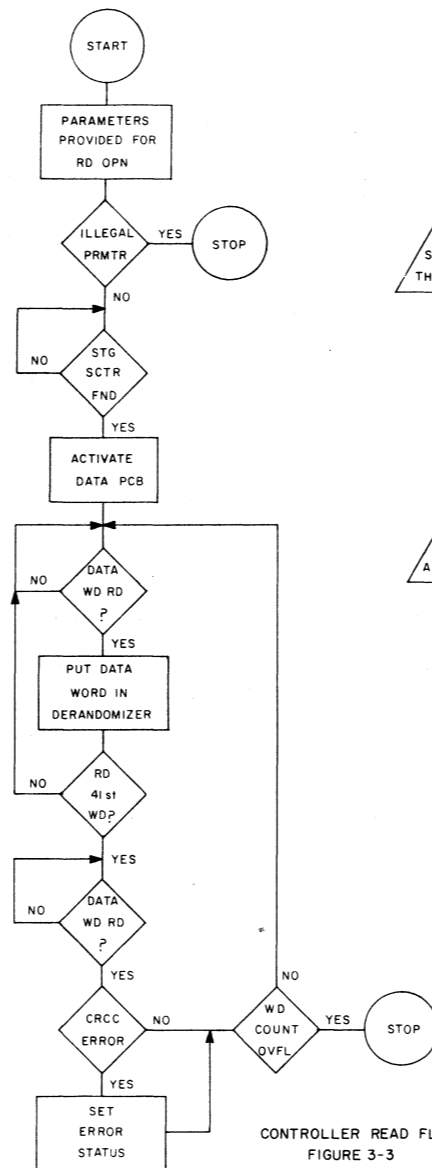 START
PARAMETERS
PROVIDED FOR
RD OPN
ILLEGAL
PRMTR
YES
STOP
NO
S
TH
STG
SCTR
FND
NO
YES
ACTIVATE
DATA PCB
DATA
WD RD
?
NO
A
YES
PUT DATA
WORD IN
DERANDOMIZER
RD
41st
WD?
NO
YES
DATA
WD RD
?
NO
YES
NO
CRCC
ERROR
NO
WD
COUNT
OVFL
YES
STOP
YES
SET
ERROR
STATUS
CONTROLLER READ FL
FIGURE 3-3